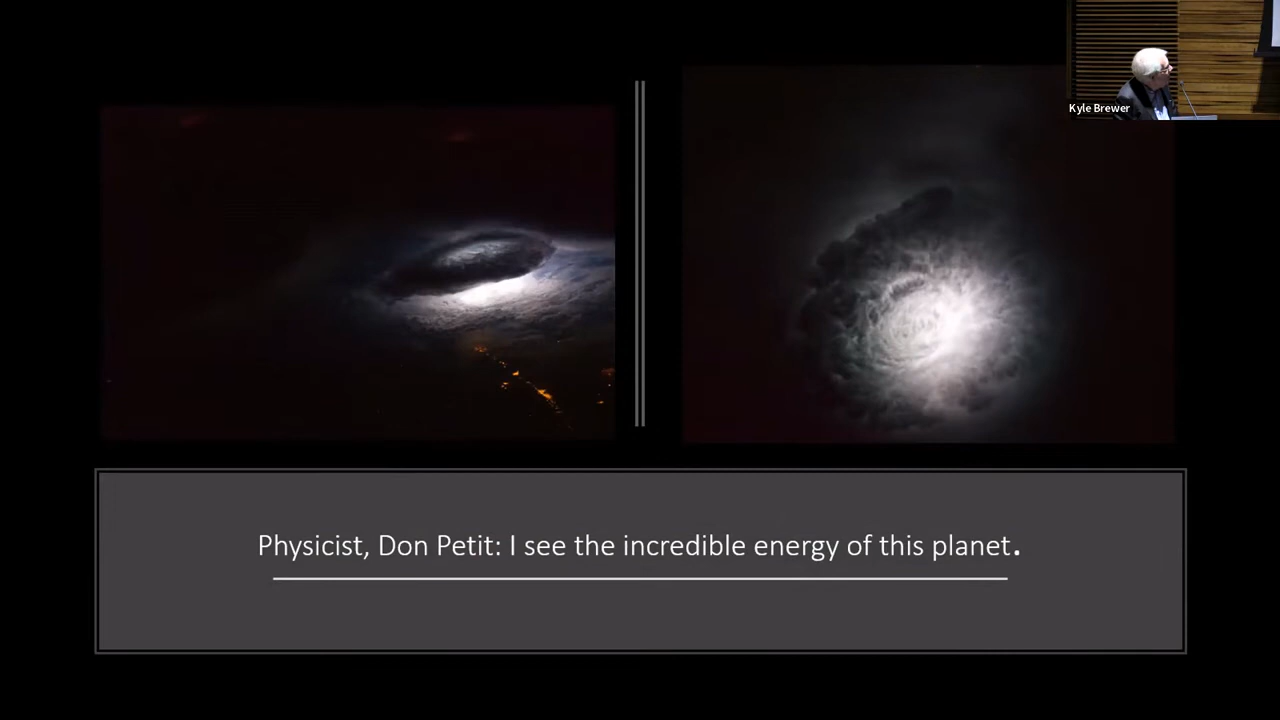 Kyle Brewer
Physicist, Don Petit: I see the incredible energy of this planet.